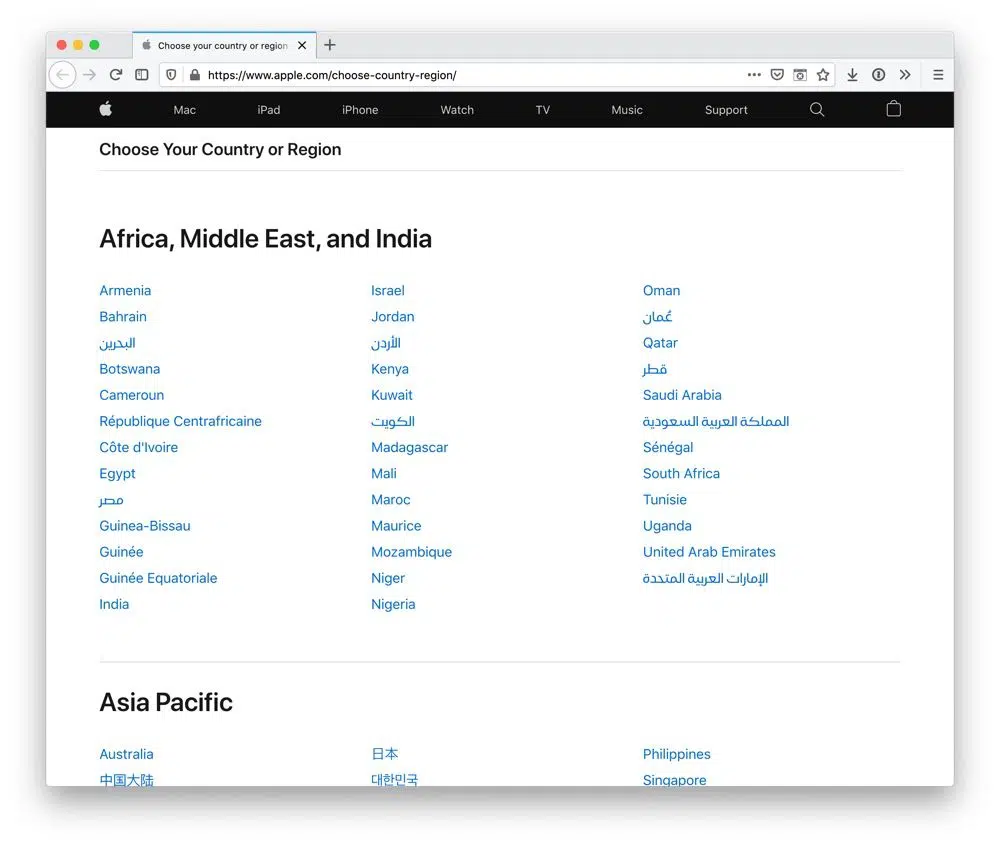 Choose your country or region
https://www.apple.com/choose-country-region/
Mac iPad iPhone Watch TV Music Support
Choose Your Country or Region
Africa, Middle East, and India
Armenia
Bahrain
البحرين
Botswana
Cameroun
République Centrafricaine
Côte d'Ivoire
Egypt
مصر
Guinea-Bissau
Guinée
Guinée Equatoriale
India
Israel
Jordan
الأردن
Kenya
Kuwait
الكويت
Madagascar
Mali
Maroc
Maurice
Mozambique
Niger
Nigeria
Oman
عُمان
Qatar
قطر
Saudi Arabia
المملكة العربية السعودية
Sénégal
South Africa
Tunisie
Uganda
United Arab Emirates
الإمارات العربية المتحدة
Asia Pacific
Australia
中国大陆
日本
대한민국
Philippines
Singapore